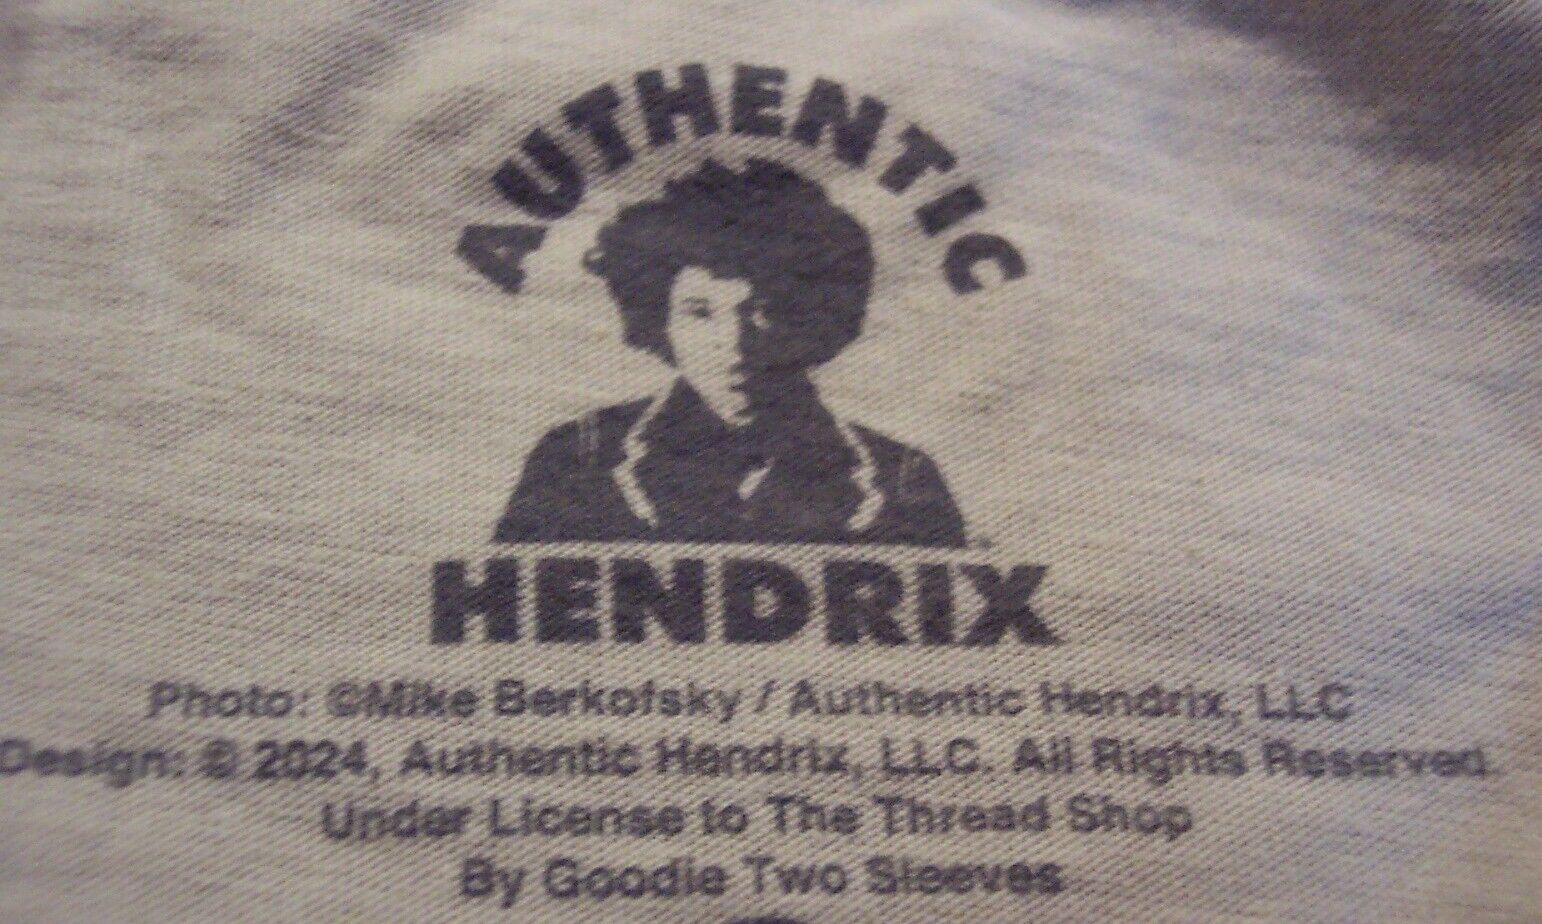 AUTHENTIC
HENDRIX
Photo: ©Mike Berkofsky / Authentic Hendrix, LLC
Design: © 2024, Authentic Hendrix, LLC. All Rights Reserved.
Under License to The Thread Shop
By Goodie Two Sleeves